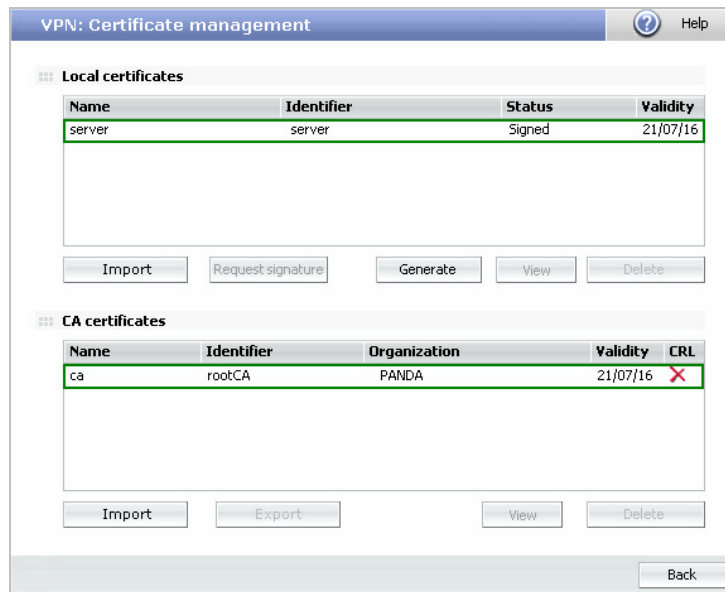 VPN: Certificate management
Help
Local certificates
Name Identifier Status Validity
server server Signed 21/07/16
Import Request signature Generate View Delete
CA certificates
Name Identifier Organization Validity CRL
ca rootCA PANDA 21/07/16
Import Export View Delete
Back